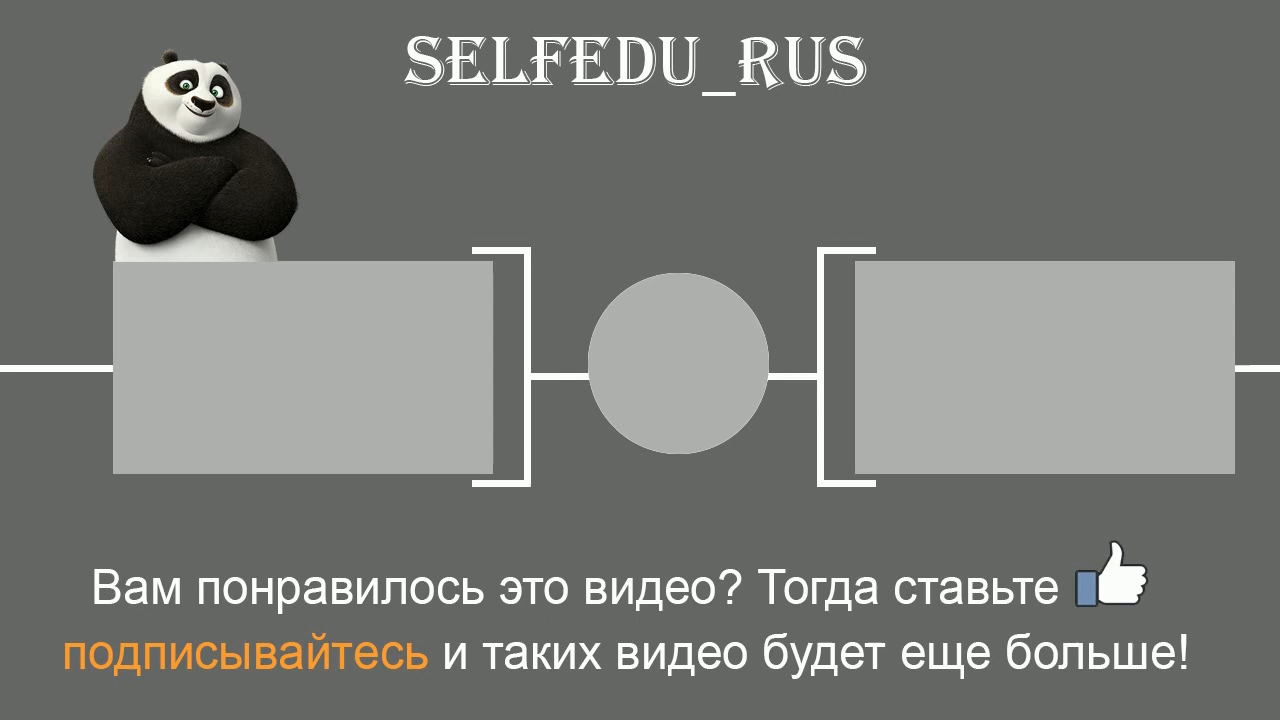 SELFEDU_RUS
Вам понравилось это видео? Тогда ставьте
подписывайтесь и таких видео будет еще больше!